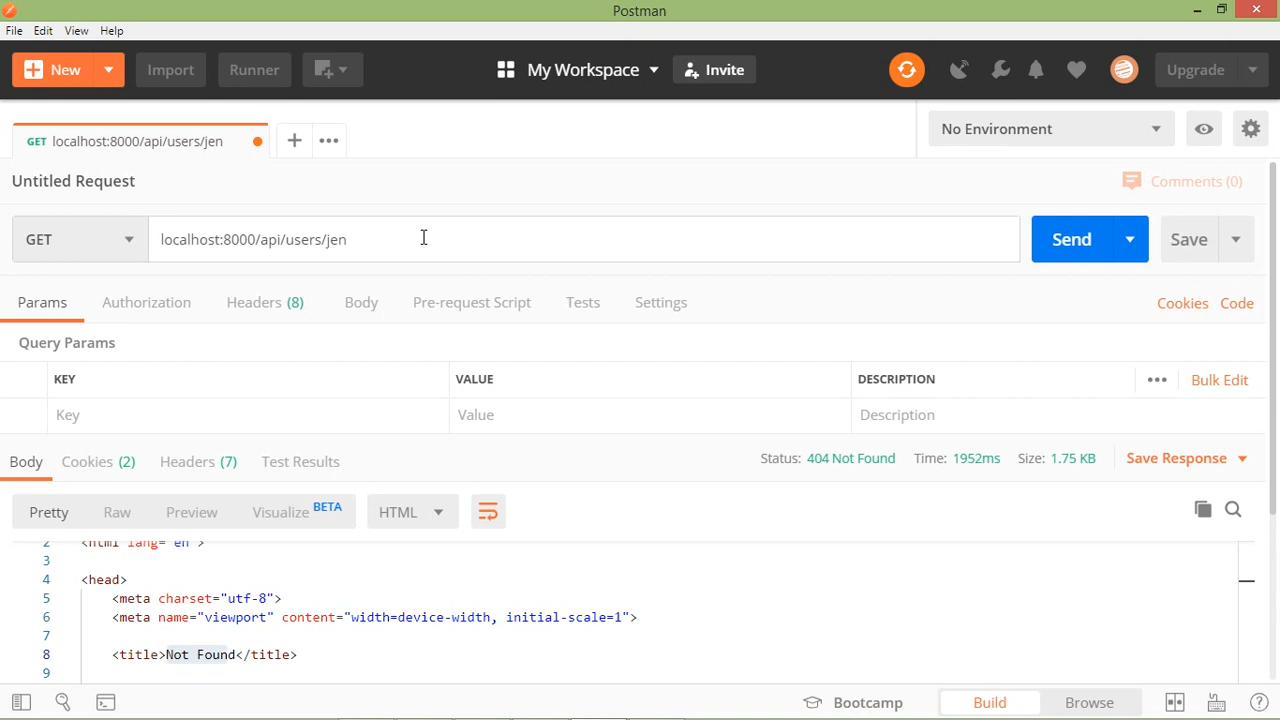 Postman
File Edit View Help
New Import Runner My Workspace Invite Upgrade
GET localhost:8000/api/users/jen
No Environment
Untitled Request
Comments (0)
GET localhost:8000/api/users/jen Send Save
Params Authorization Headers (8) Body Pre-request Script Tests Settings Cookies Code
Query Params
KEY VALUE DESCRIPTION Bulk Edit
Key Value Description
Body Cookies (2) Headers (7) Test Results Status: 404 Not Found Time: 1952ms Size: 1.75 KB Save Response
Pretty Raw Preview Visualize BETA HTML
2 <html lang="en">
3
4 <head>
5 <meta charset="utf-8">
6 <meta name="viewport" content="width=device-width, initial-scale=1">
7
8 <title>Not Found</title>
9
Bootcamp Build Browse